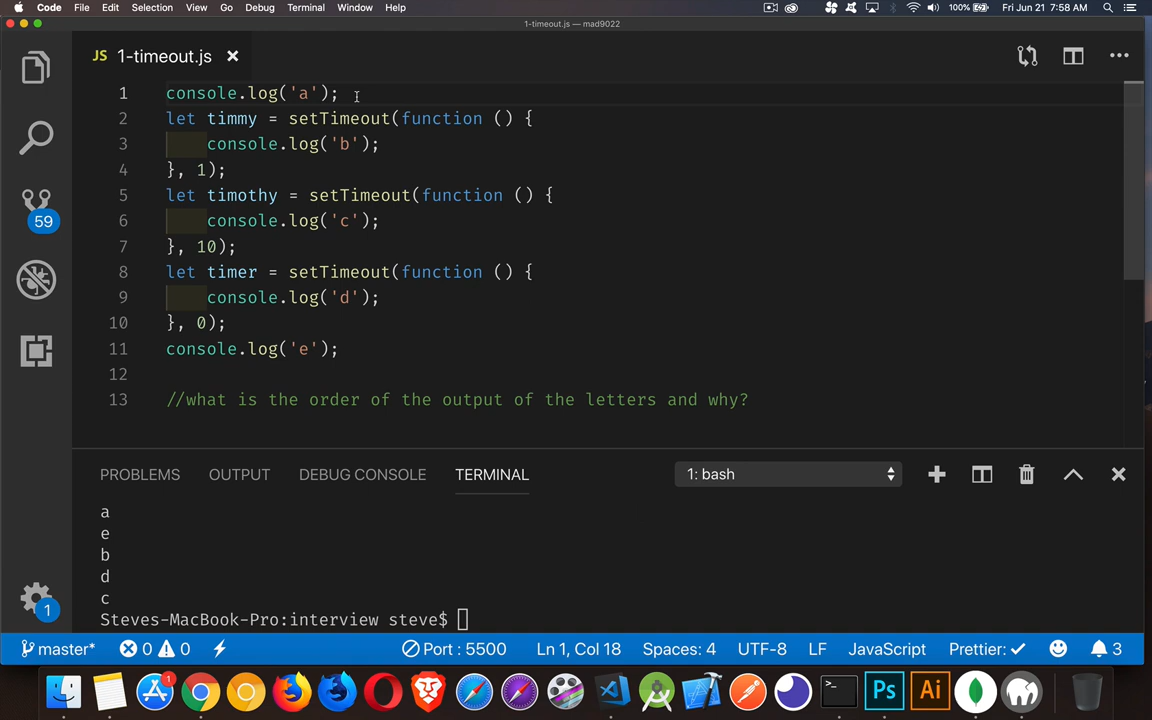 Code File Edit Selection View Go Debug Terminal Window Help 100% Fri Jun 21 7:58 AM
1-timeout.js — mad9022
JS 1-timeout.js
1 console.log('a');
2 let timmy = setTimeout(function () {
3 console.log('b');
4 }, 1);
5 let timothy = setTimeout(function () {
6 console.log('c');
7 }, 10);
8 let timer = setTimeout(function () {
9 console.log('d');
10 }, 0);
11 console.log('e');
12
13 //what is the order of the output of the letters and why?
59
PROBLEMS OUTPUT DEBUG CONSOLE TERMINAL 1: bash
a
e
b
d
c
Steves-MacBook-Pro:interview steve$
1
master* 0 0 Port : 5500 Ln 1, Col 18 Spaces: 4 UTF-8 LF JavaScript Prettier: 3
1
>_ Ps Ai